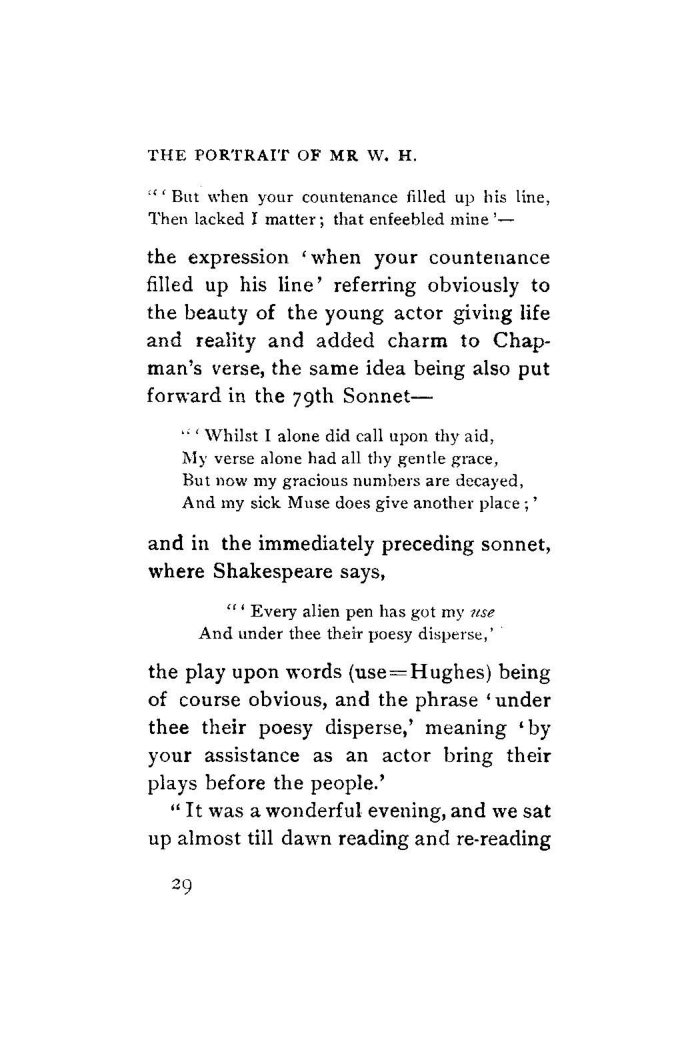 THE PORTRAIT OF MR W. H.
"'But when your countenance filled up his line,
Then lacked I matter; that enfeebled mine'—
the expression 'when your countenance
filled up his line' referring obviously to
the beauty of the young actor giving life
and reality and added charm to Chap-
man's verse, the same idea being also put
forward in the 79th Sonnet—
"'Whilst I alone did call upon thy aid,
My verse alone had all thy gentle grace,
But now my gracious numbers are decayed,
And my sick Muse does give another place;'
and in the immediately preceding sonnet,
where Shakespeare says,
"'Every alien pen has got my use
And under thee their poesy disperse,'
the play upon words (use=Hughes) being
of course obvious, and the phrase 'under
thee their poesy disperse,' meaning 'by
your assistance as an actor bring their
plays before the people.'
"It was a wonderful evening, and we sat
up almost till dawn reading and re-reading
29